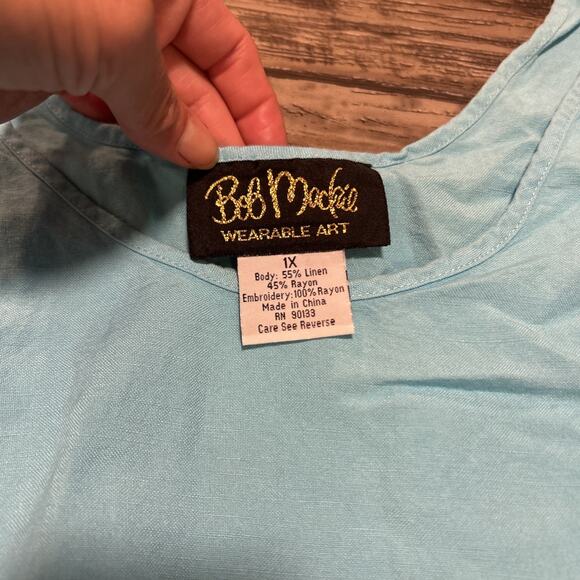 Bob Mackie
WEARABLE ART
1X
Body: 55% Linen
45% Rayon
Embroidery:100% Rayon
Made in China
RN 90133
Care See Reverse